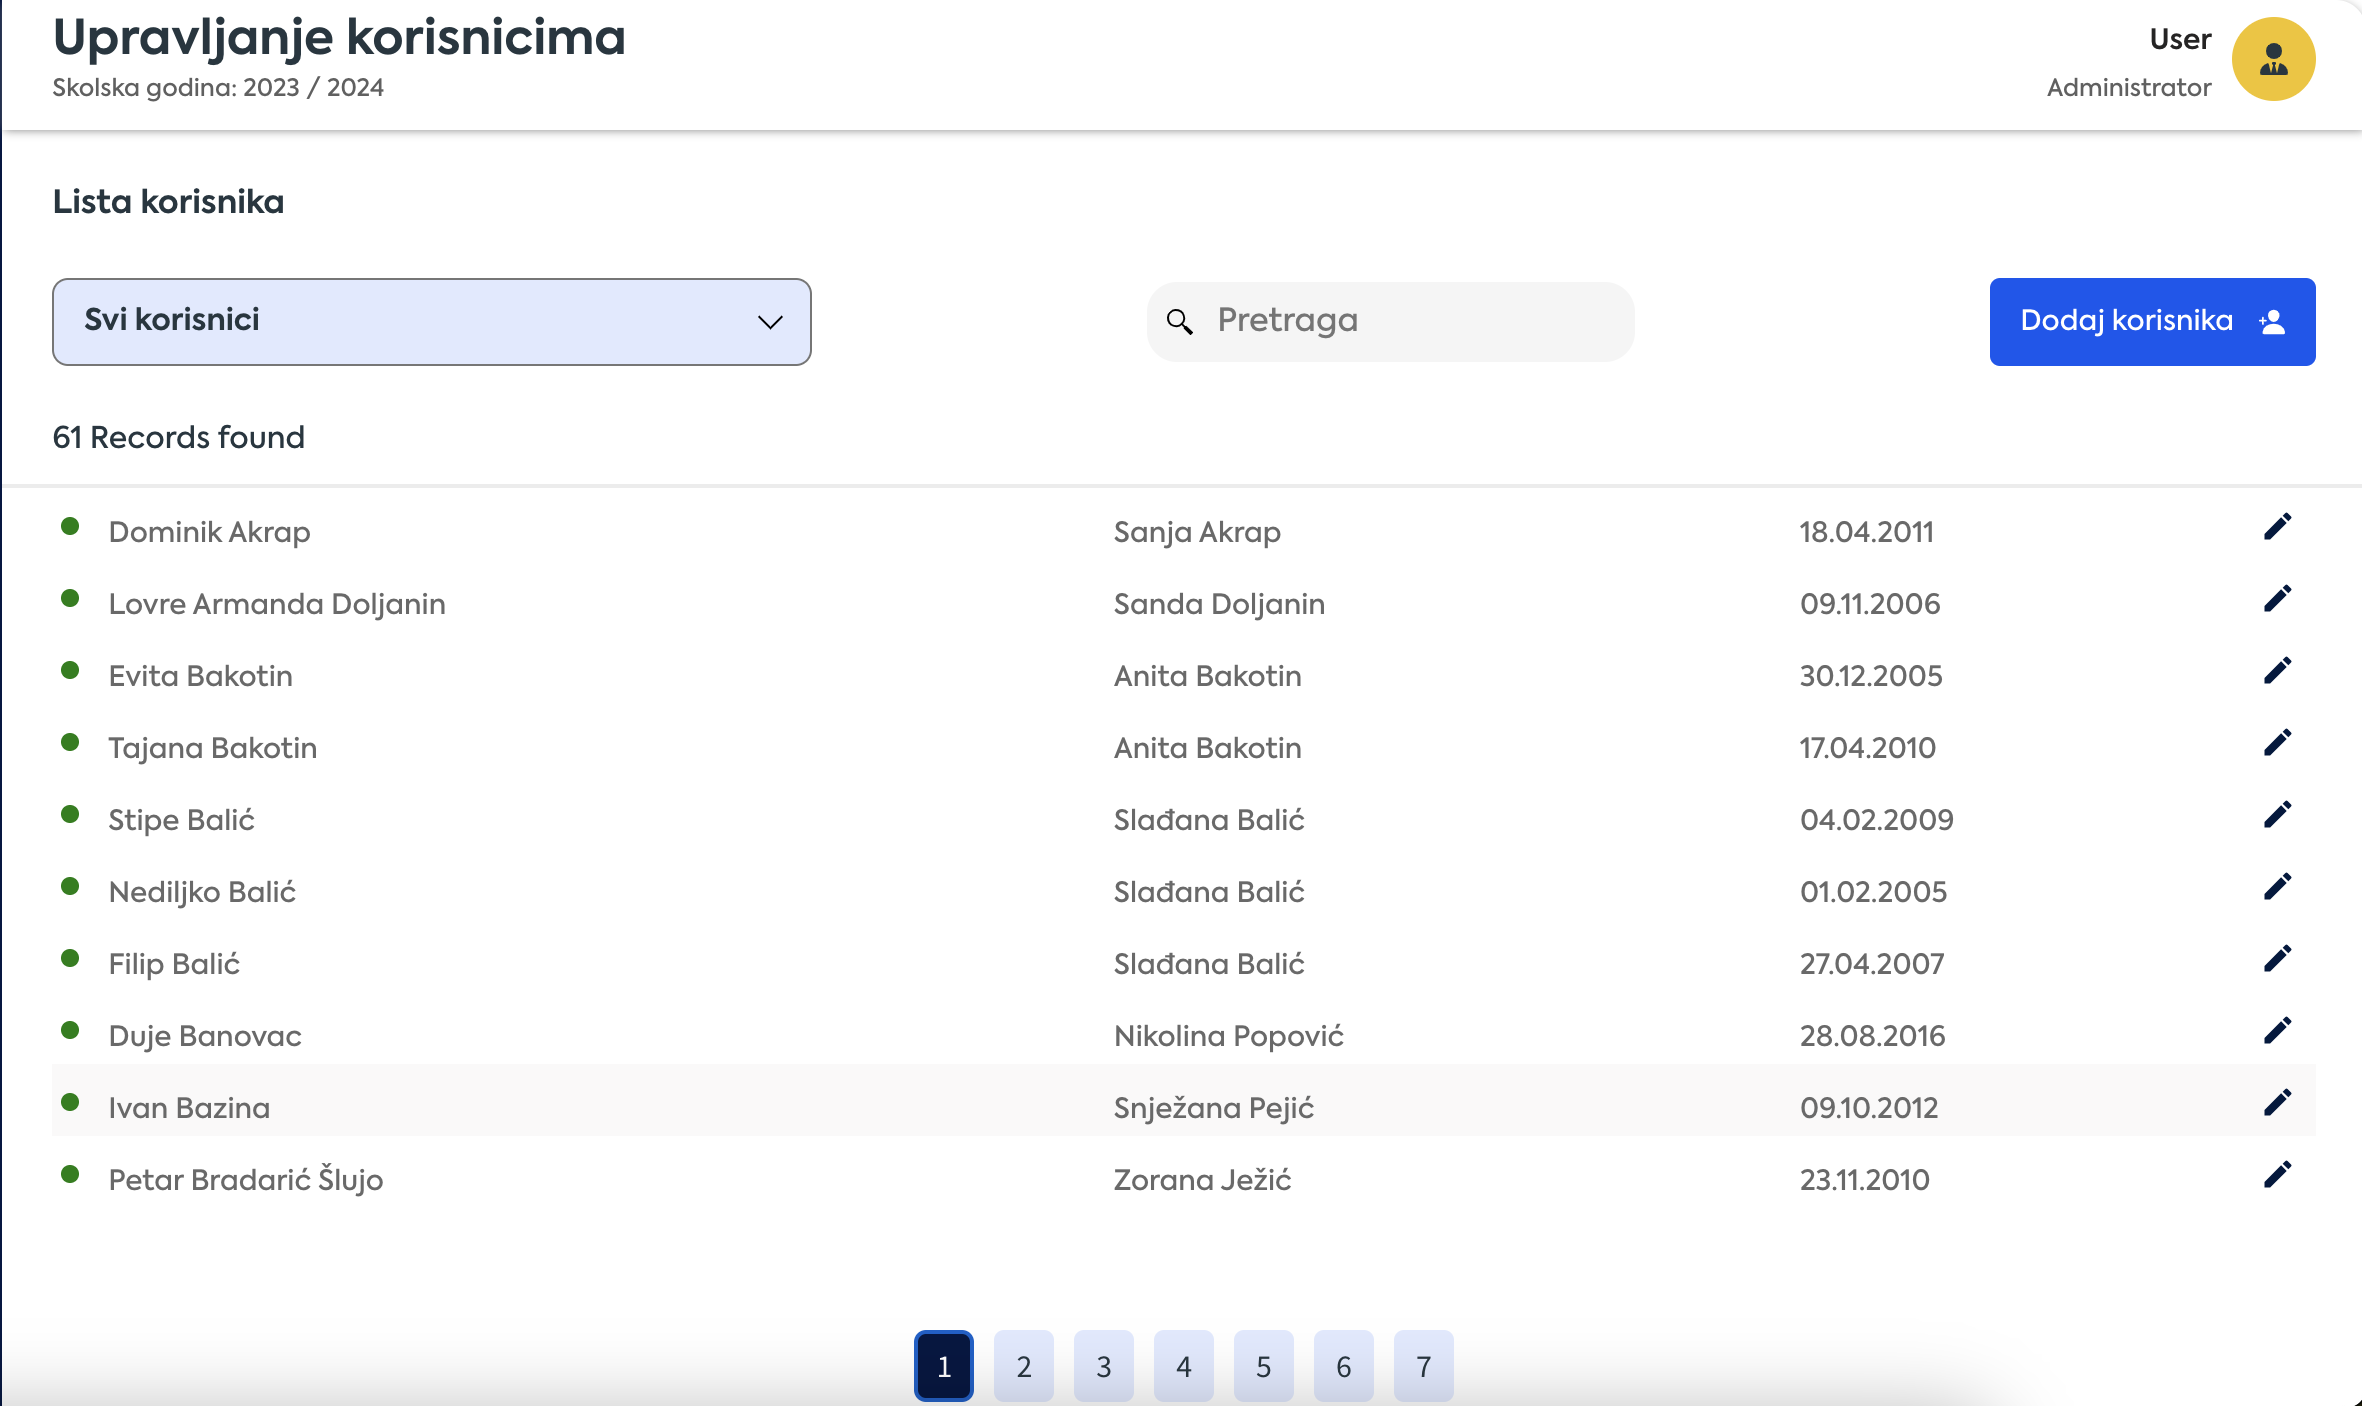 Upravljanje korisnicima
Skolska godina: 2023 / 2024
User
Administrator
Lista korisnika
Svi korisnici
Pretraga
Dodaj korisnika
61 Records found
Dominik Akrap Sanja Akrap 18.04.2011
Lovre Armanda Doljanin Sanda Doljanin 09.11.2006
Evita Bakotin Anita Bakotin 30.12.2005
Tajana Bakotin Anita Bakotin 17.04.2010
Stipe Balić Slađana Balić 04.02.2009
Nediljko Balić Slađana Balić 01.02.2005
Filip Balić Slađana Balić 27.04.2007
Duje Banovac Nikolina Popović 28.08.2016
Ivan Bazina Snježana Pejić 09.10.2012
Petar Bradarić Šlujo Zorana Ježić 23.11.2010
1 2 3 4 5 6 7